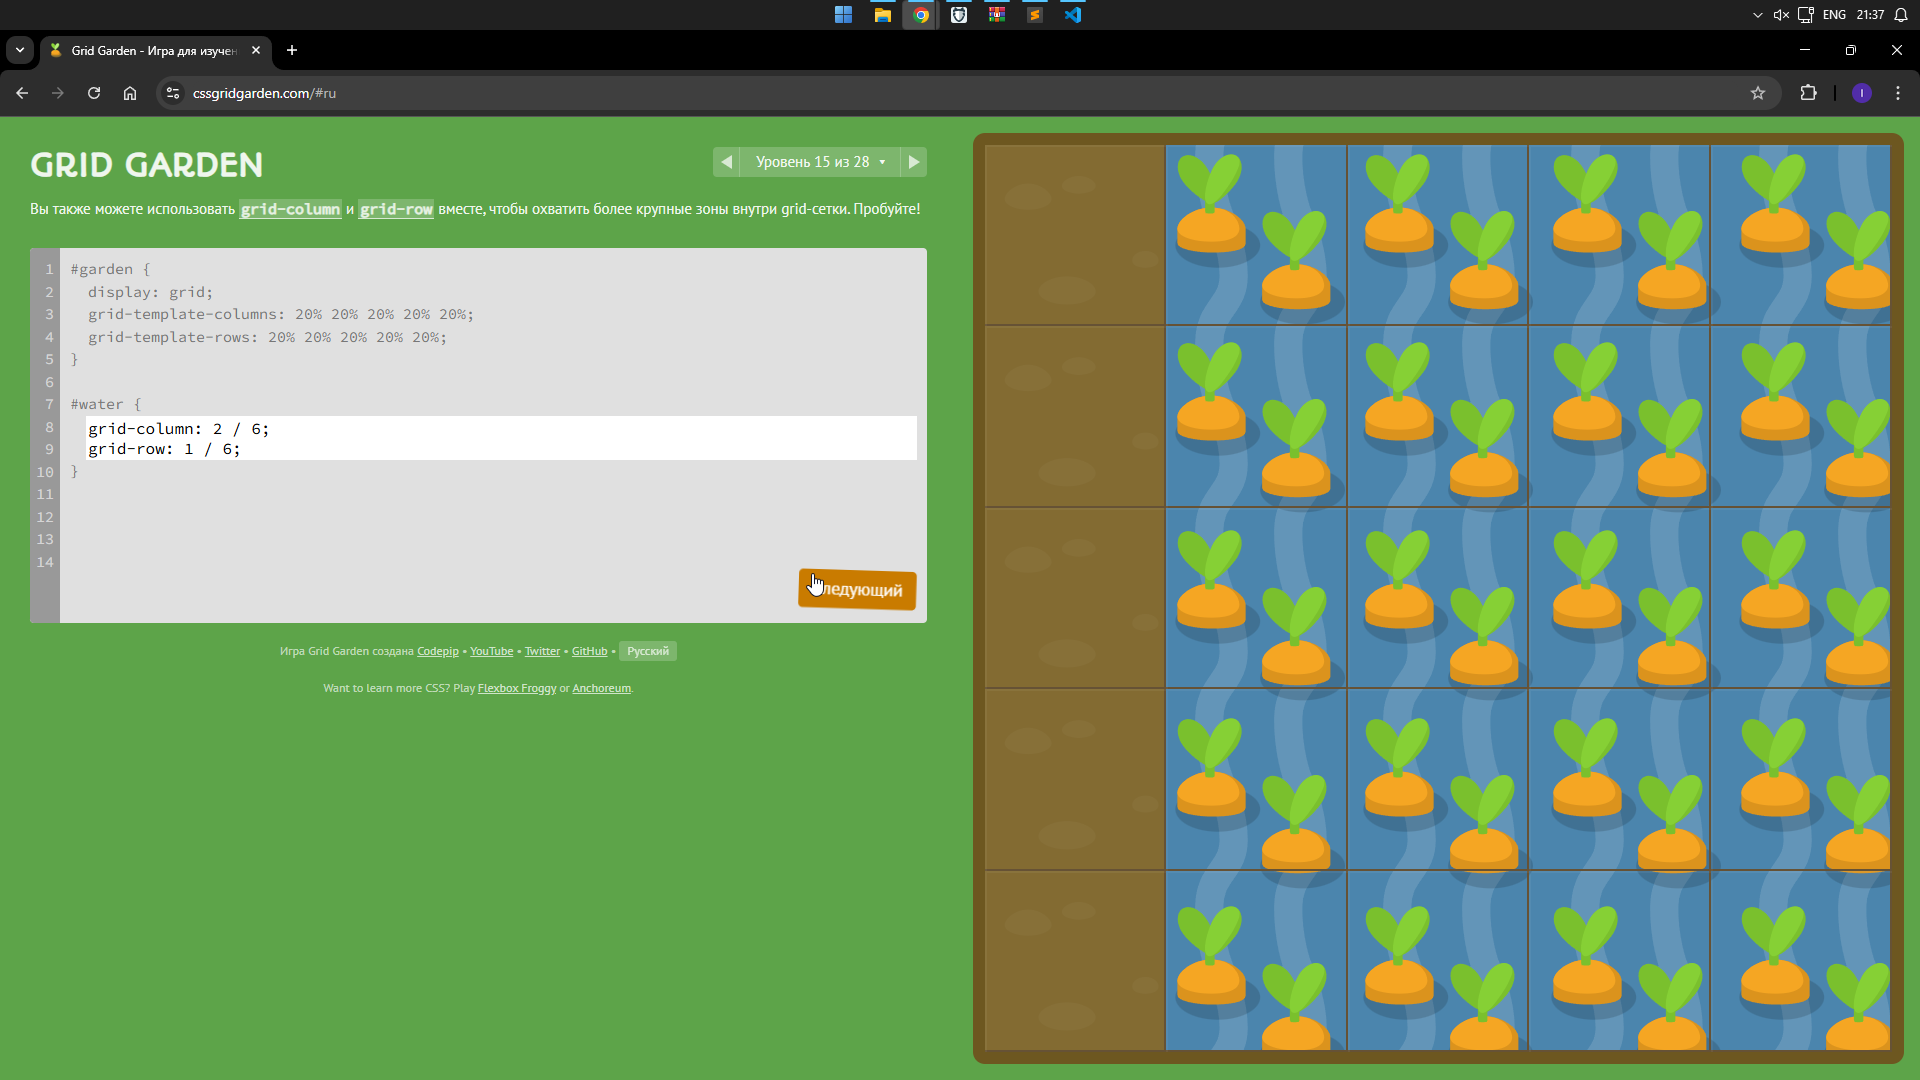 ENG
21:37
Grid Garden - Игра для изучен
cssgridgarden.com/#ru
I
GRID GARDEN
Уровень 15 из 28
Вы также можете использовать grid-column и grid-row вместе, чтобы охватить более крупные зоны внутри grid-сетки. Пробуйте!
1 #garden {
2 display: grid;
3 grid-template-columns: 20% 20% 20% 20% 20%;
4 grid-template-rows: 20% 20% 20% 20% 20%;
5 }
6
7 #water {
8 grid-column: 2 / 6;
9 grid-row: 1 / 6;
10 }
11
12
13
14
Игра Grid Garden создана Codepip • YouTube • Twitter • GitHub • Русский
Want to learn more CSS? Play Flexbox Froggy or Anchoreum.